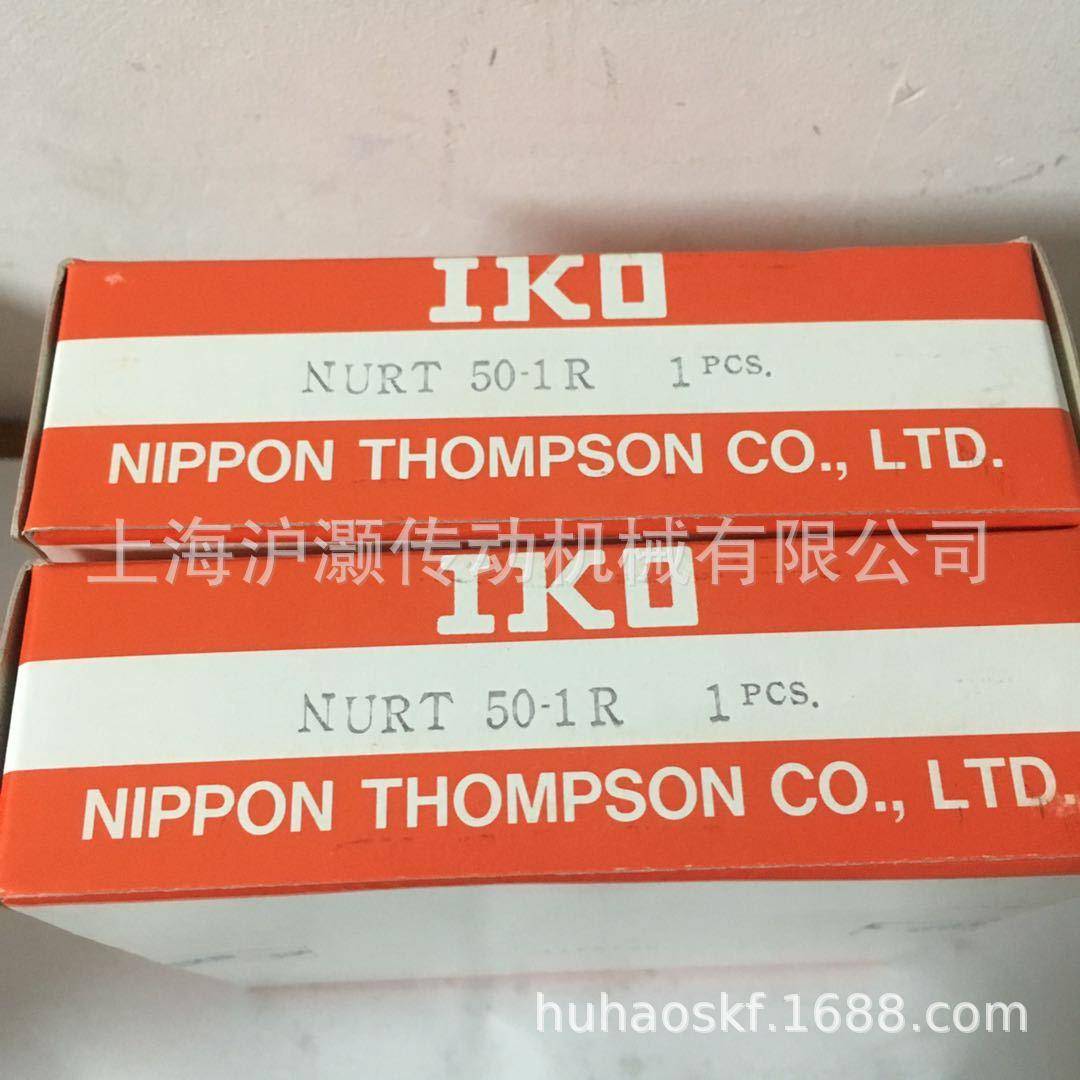 IKO
NURT 50-1R 1 PCS.
NIPPON THOMPSON CO., LTD.
上海沪灏传动机械有限公司
IKO
NURT 50-1R 1 PCS.
NIPPON THOMPSON CO., LTD.
huhaoskf.1688.com